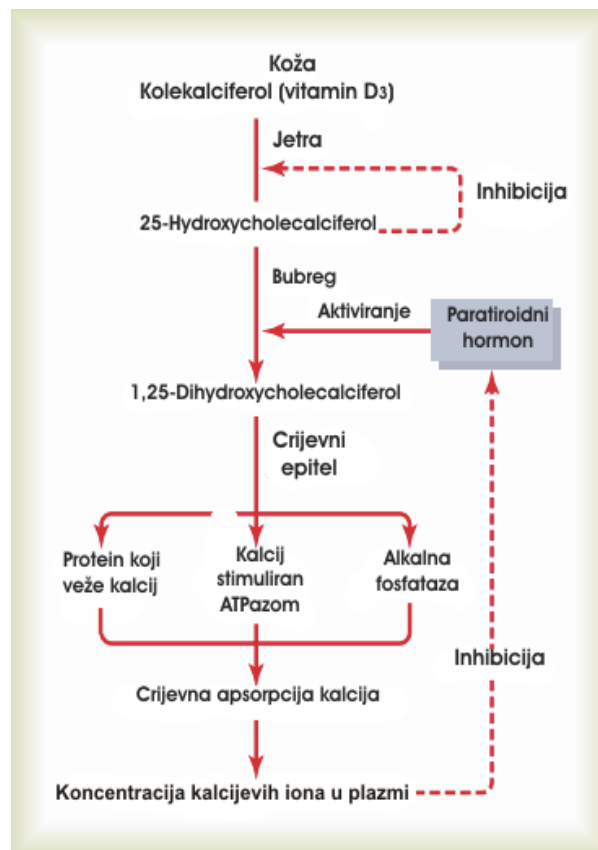 Koža
Kolekalciferol (vitamin D3)
Jetra
Inhibicija
25-Hydroxycholecalciferol
Bubreg
Aktiviranje
Paratiroidni
hormon
1,25-Dihydroxycholecalciferol
Crijevni
epitel
Protein koji
veže kalcij
Kalcij
stimuliran
ATPazom
Alkalna
fosfataza
Inhibicija
Crijevna apsorpcija kalcija
Koncentracija kalcijevih iona u plazmi